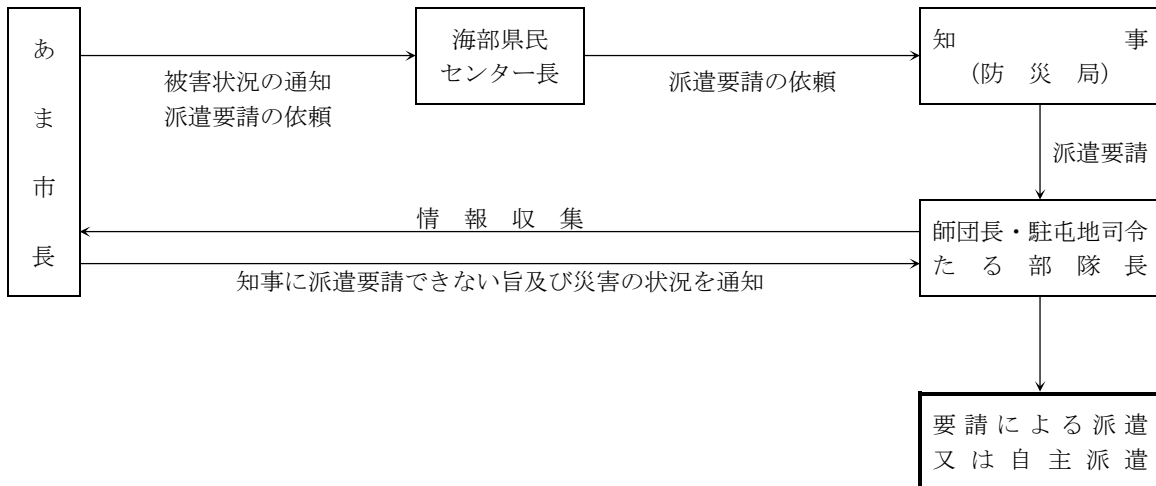 あま市長
海部県民
センター長
知事
（防災局）
被害状況の通知
派遣要請の依頼
派遣要請の依頼
派遣要請
情報収集
師団長・駐屯地司令
たる部隊長
知事に派遣要請できない旨及び災害の状況を通知
要請による派遣
又は自主派遣